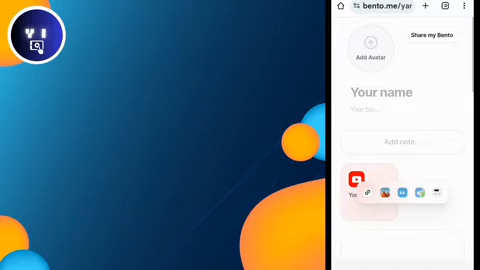 Y I
bento.me/yar
Share my Bento
Add Avatar
Your name
Your bio...
Add note..
You